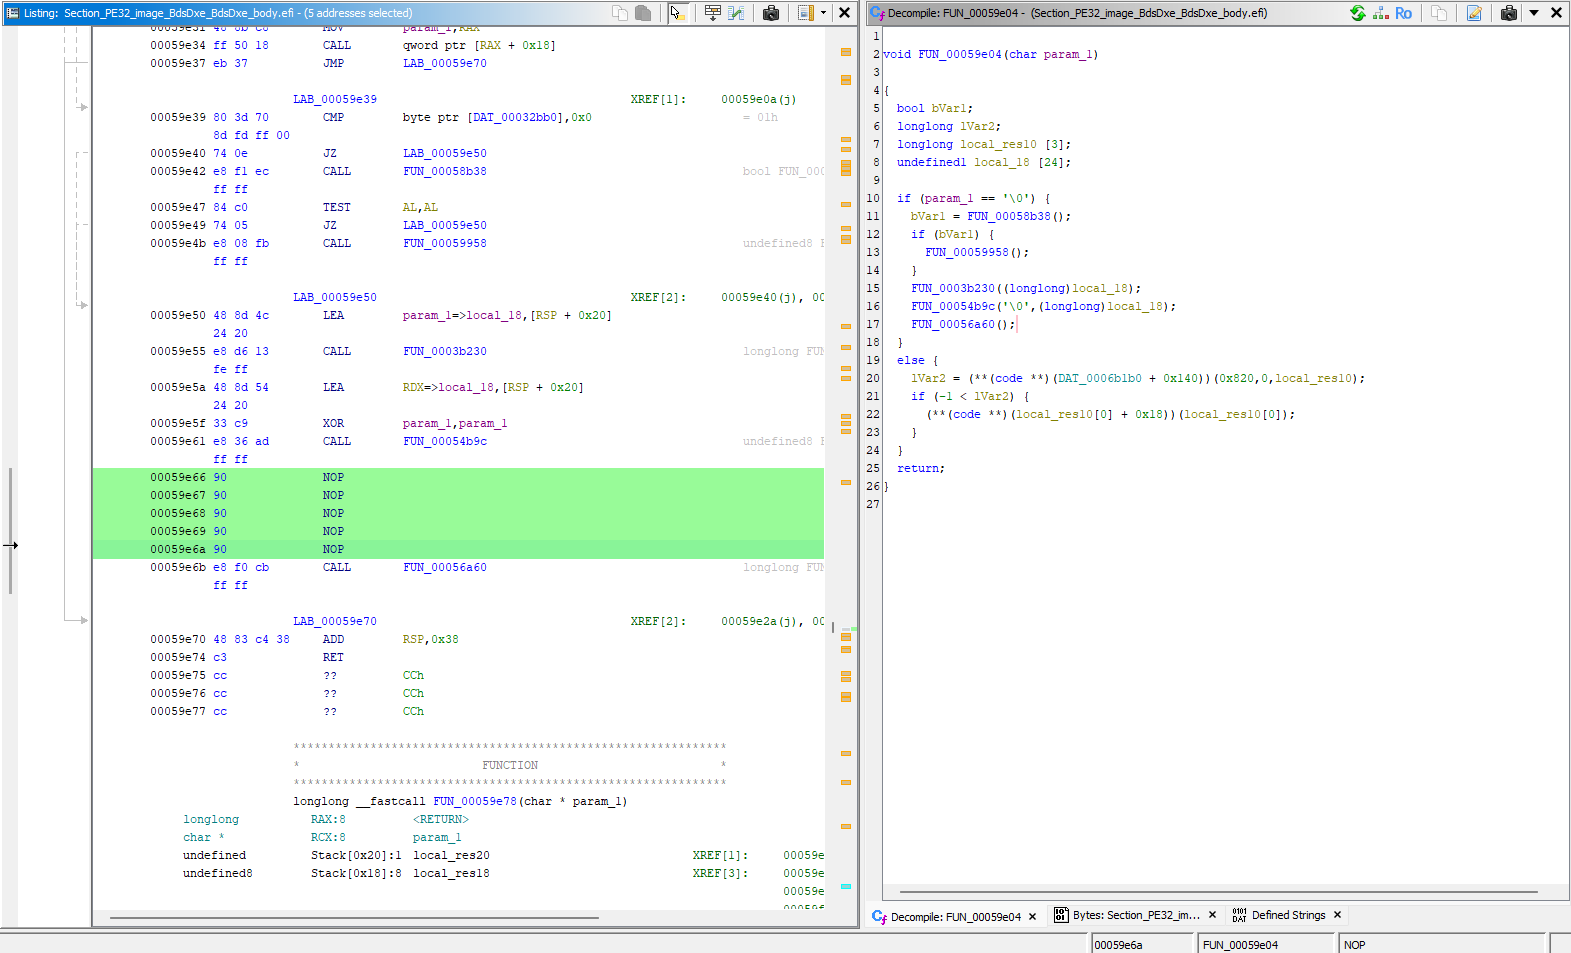 Listing: Section_PE32_image_BdsDxe_BdsDxe_body.efi - (5 addresses selected)
00059e34 ff 50 18 CALL qword ptr [RAX + 0x18]
00059e37 eb 37 JMP LAB_00059e70
LAB_00059e39 XREF[1]: 00059e0a(j)
00059e39 80 3d 70 CMP byte ptr [DAT_00032bb0],0x0 = 01h
8d fd ff 00
00059e40 74 0e JZ LAB_00059e50
00059e42 e8 f1 ec CALL FUN_00058b38 bool FUN_00
ff ff
00059e47 84 c0 TEST AL,AL
00059e49 74 05 JZ LAB_00059e50
00059e4b e8 08 fb CALL FUN_00059958 undefined8 F
ff ff
LAB_00059e50 XREF[2]: 00059e40(j), 00
00059e50 48 8d 4c LEA param_1=>local_18,[RSP + 0x20]
24 20
00059e55 e8 d6 13 CALL FUN_0003b230 longlong FUN
fe ff
00059e5a 48 8d 54 LEA RDX=>local_18,[RSP + 0x20]
24 20
00059e5f 33 c9 XOR param_1,param_1
00059e61 e8 36 ad CALL FUN_00054b9c undefined8 F
ff ff
00059e66 90 NOP
00059e67 90 NOP
00059e68 90 NOP
00059e69 90 NOP
00059e6a 90 NOP
00059e6b e8 f0 cb CALL FUN_00056a60 longlong FUN
ff ff
LAB_00059e70 XREF[2]: 00059e2a(j), 00
00059e70 48 83 c4 38 ADD RSP,0x38
00059e74 c3 RET
00059e75 cc ?? CCh
00059e76 cc ?? CCh
00059e77 cc ?? CCh
**************************************************************
* FUNCTION *
**************************************************************
longlong __fastcall FUN_00059e78(char * param_1)
longlong RAX:8 <RETURN>
char * RCX:8 param_1
undefined Stack[0x20]:1 local_res20 XREF[1]: 00059e
undefined8 Stack[0x18]:8 local_res18 XREF[3]: 00059e
00059e
Decompile: FUN_00059e04 - (Section_PE32_image_BdsDxe_BdsDxe_body.efi)
Ro
1
2 void FUN_00059e04(char param_1)
3
4 {
5 bool bVar1;
6 longlong lVar2;
7 longlong local_res10 [3];
8 undefined1 local_18 [24];
9
10 if (param_1 == '\0') {
11 bVar1 = FUN_00058b38();
12 if (bVar1) {
13 FUN_00059958();
14 }
15 FUN_0003b230((longlong)local_18);
16 FUN_00054b9c('\0',(longlong)local_18);
17 FUN_00056a60();
18 }
19 else {
20 lVar2 = (**(code **)(DAT_0006b1b0 + 0x140))(0x820,0,local_res10);
21 if (-1 < lVar2) {
22 (**(code **)(local_res10[0] + 0x18))(local_res10[0]);
23 }
24 }
25 return;
26 }
27
Decompile: FUN_00059e04 Bytes: Section_PE32_im... Defined Strings
00059e6a FUN_00059e04 NOP